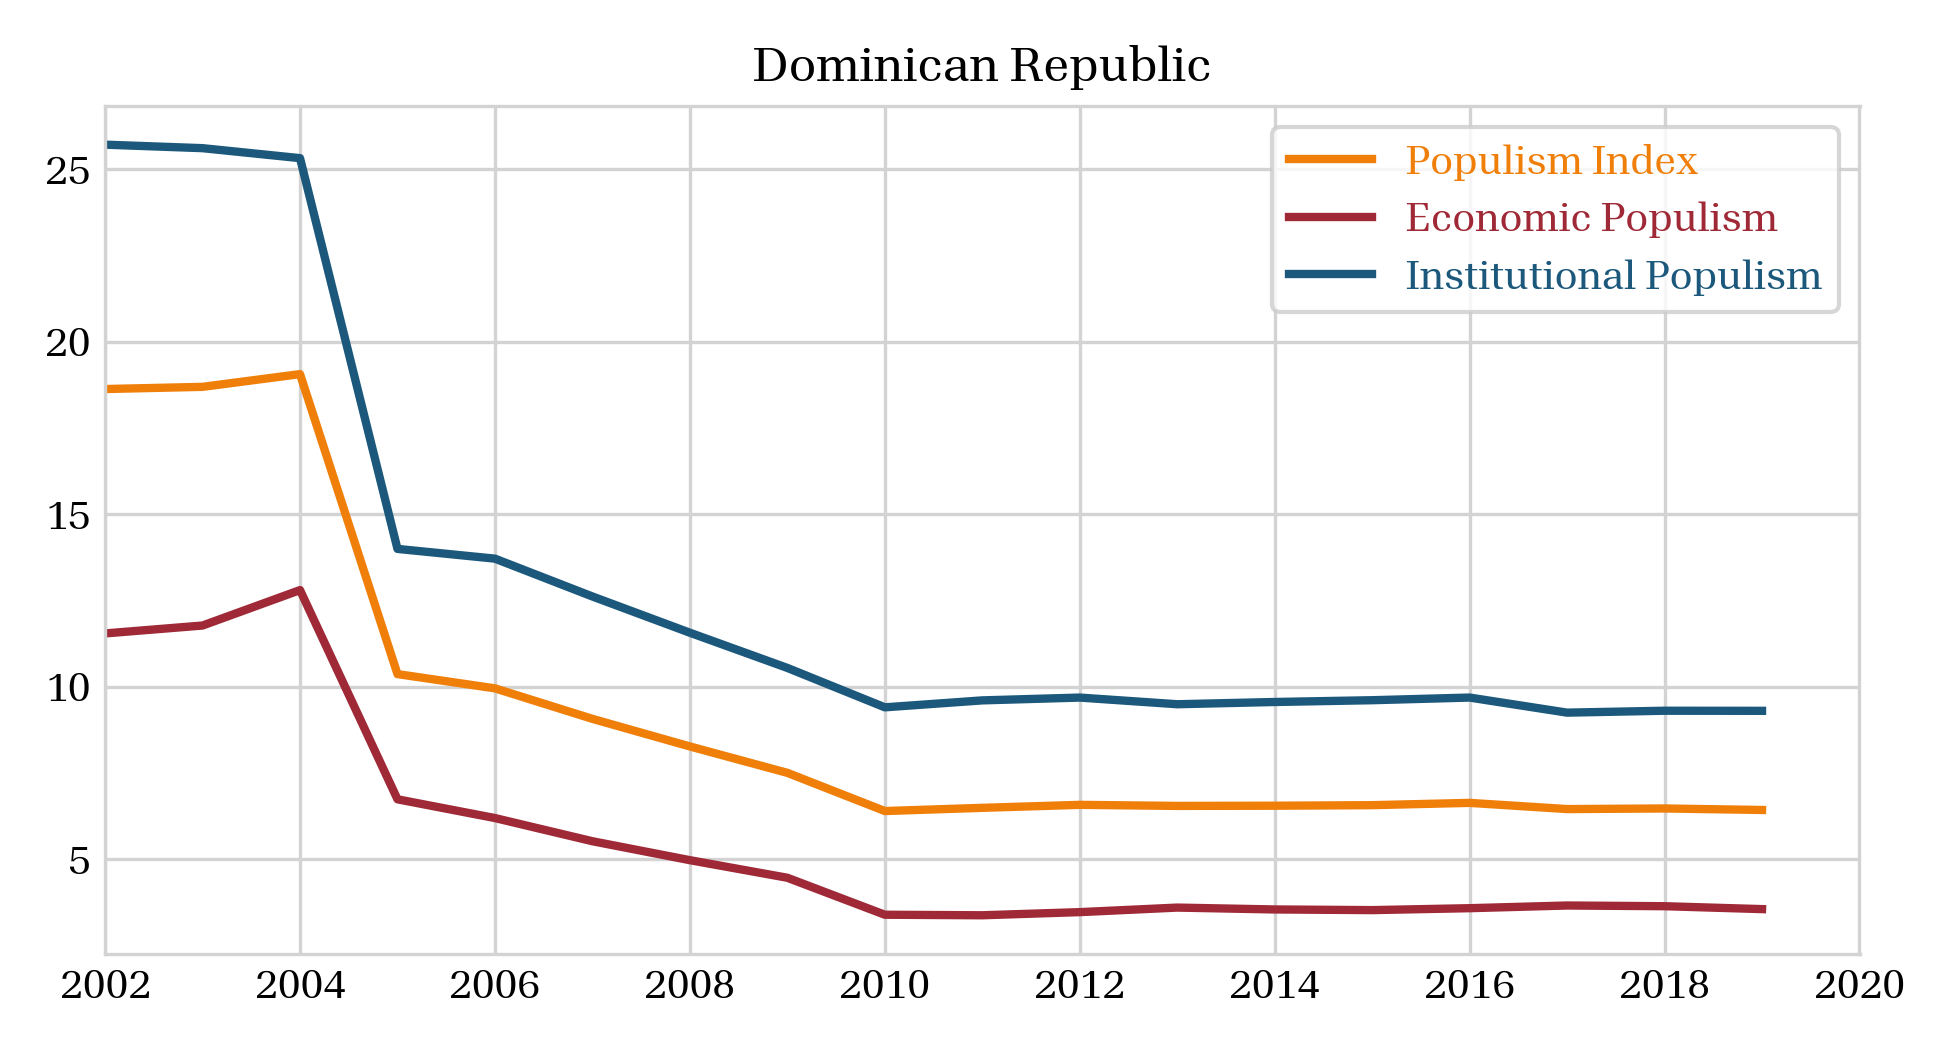 Dominican Republic
Populism Index
Economic Populism
Institutional Populism
25
20
15
10
5
2002 2004 2006 2008 2010 2012 2014 2016 2018 2020